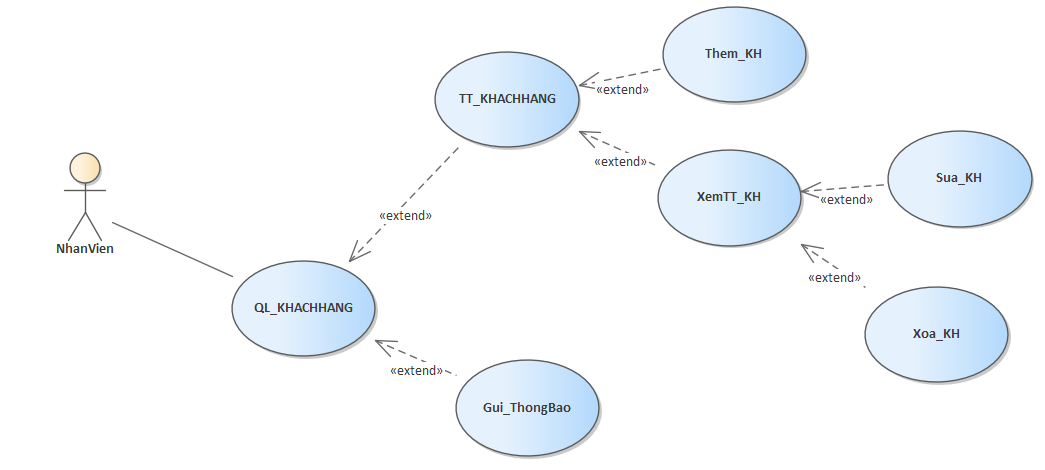 Them_KH
TT_KHACHHANG
«extend»
«extend»
XemTT_KH
Sua_KH
«extend»
«extend»
NhanVien
«extend»
QL_KHACHHANG
Xoa_KH
«extend»
Gui_ThongBao